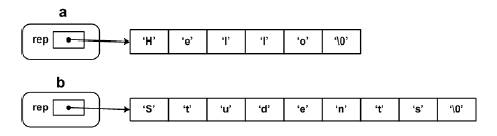 a
rep 'H' 'e' 'l' 'l' 'o' '\0'
b
rep 'S' 't' 'u' 'd' 'e' 'n' 't' 's' '\0'